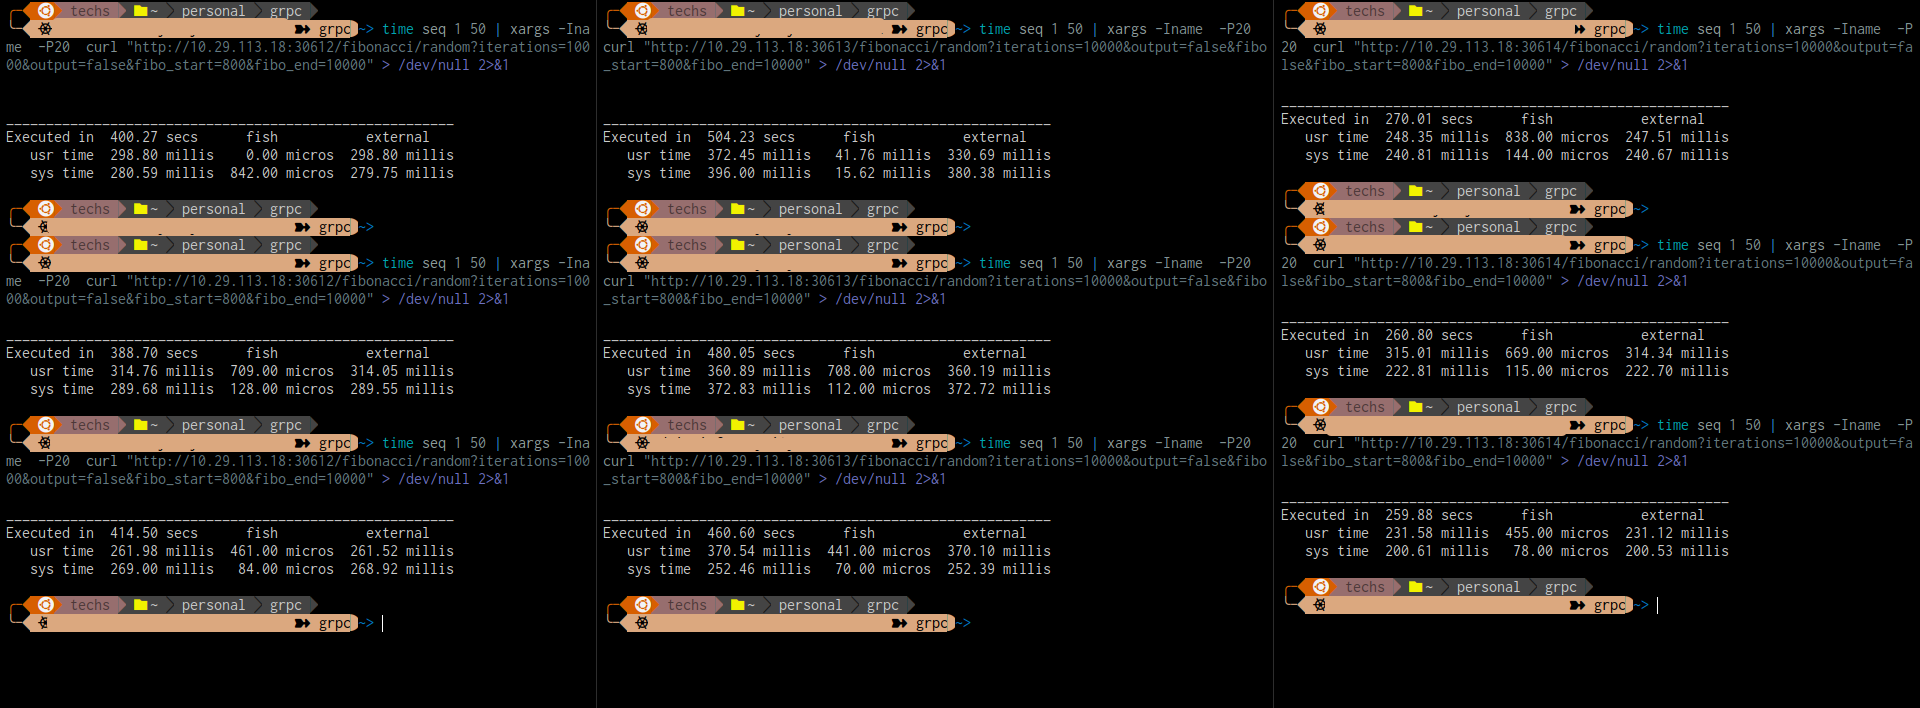 techs ~ personal grpc
grpc ~> time seq 1 50 | xargs -Ina
me -P20 curl "http://10.29.113.18:30612/fibonacci/random?iterations=100
00&output=false&fibo_start=800&fibo_end=10000" > /dev/null 2>&1
________________________________________________________
Executed in 400.27 secs fish external
usr time 298.80 millis 0.00 micros 298.80 millis
sys time 280.59 millis 842.00 micros 279.75 millis
techs ~ personal grpc
grpc ~>
techs ~ personal grpc
grpc ~> time seq 1 50 | xargs -Ina
me -P20 curl "http://10.29.113.18:30612/fibonacci/random?iterations=100
00&output=false&fibo_start=800&fibo_end=10000" > /dev/null 2>&1
________________________________________________________
Executed in 388.70 secs fish external
usr time 314.76 millis 709.00 micros 314.05 millis
sys time 289.68 millis 128.00 micros 289.55 millis
techs ~ personal grpc
grpc ~> time seq 1 50 | xargs -Ina
me -P20 curl "http://10.29.113.18:30612/fibonacci/random?iterations=100
00&output=false&fibo_start=800&fibo_end=10000" > /dev/null 2>&1
________________________________________________________
Executed in 414.50 secs fish external
usr time 261.98 millis 461.00 micros 261.52 millis
sys time 269.00 millis 84.00 micros 268.92 millis
techs ~ personal grpc
grpc ~>
techs ~ personal grpc
grpc ~> time seq 1 50 | xargs -Iname -P20
curl "http://10.29.113.18:30613/fibonacci/random?iterations=10000&output=false&fibo
_start=800&fibo_end=10000" > /dev/null 2>&1
________________________________________________________
Executed in 504.23 secs fish external
usr time 372.45 millis 41.76 millis 330.69 millis
sys time 396.00 millis 15.62 millis 380.38 millis
techs ~ personal grpc
grpc ~>
techs ~ personal grpc
grpc ~> time seq 1 50 | xargs -Iname -P20
curl "http://10.29.113.18:30613/fibonacci/random?iterations=10000&output=false&fibo
_start=800&fibo_end=10000" > /dev/null 2>&1
________________________________________________________
Executed in 480.05 secs fish external
usr time 360.89 millis 708.00 micros 360.19 millis
sys time 372.83 millis 112.00 micros 372.72 millis
techs ~ personal grpc
grpc ~> time seq 1 50 | xargs -Iname -P20
curl "http://10.29.113.18:30613/fibonacci/random?iterations=10000&output=false&fibo
_start=800&fibo_end=10000" > /dev/null 2>&1
________________________________________________________
Executed in 460.60 secs fish external
usr time 370.54 millis 441.00 micros 370.10 millis
sys time 252.46 millis 70.00 micros 252.39 millis
techs ~ personal grpc
grpc ~>
techs ~ personal grpc
grpc ~> time seq 1 50 | xargs -Iname -P
20 curl "http://10.29.113.18:30614/fibonacci/random?iterations=10000&output=fa
lse&fibo_start=800&fibo_end=10000" > /dev/null 2>&1
________________________________________________________
Executed in 270.01 secs fish external
usr time 248.35 millis 838.00 micros 247.51 millis
sys time 240.81 millis 144.00 micros 240.67 millis
techs ~ personal grpc
grpc ~>
techs ~ personal grpc
grpc ~> time seq 1 50 | xargs -Iname -P
20 curl "http://10.29.113.18:30614/fibonacci/random?iterations=10000&output=fa
lse&fibo_start=800&fibo_end=10000" > /dev/null 2>&1
________________________________________________________
Executed in 260.80 secs fish external
usr time 315.01 millis 669.00 micros 314.34 millis
sys time 222.81 millis 115.00 micros 222.70 millis
techs ~ personal grpc
grpc ~> time seq 1 50 | xargs -Iname -P
20 curl "http://10.29.113.18:30614/fibonacci/random?iterations=10000&output=fa
lse&fibo_start=800&fibo_end=10000" > /dev/null 2>&1
________________________________________________________
Executed in 259.88 secs fish external
usr time 231.58 millis 455.00 micros 231.12 millis
sys time 200.61 millis 78.00 micros 200.53 millis
techs ~ personal grpc
grpc ~>